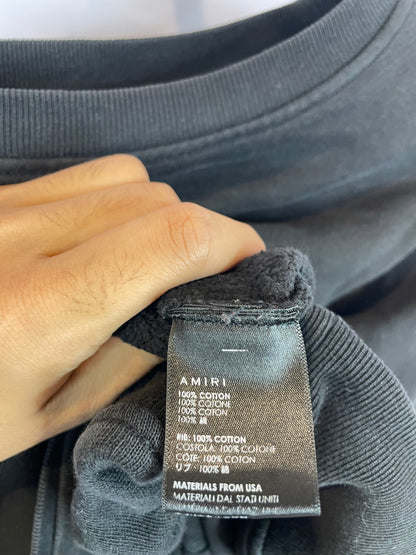 AMIRI
100% COTTON
100% COTONE
100% COTON
100% 綿
RIB: 100% COTTON
COSTOLA: 100% COTONE
CÔTE: 100% COTON
リブ・100% 綿
MATERIALS FROM USA
MATERIALI DAL STATI UNITI